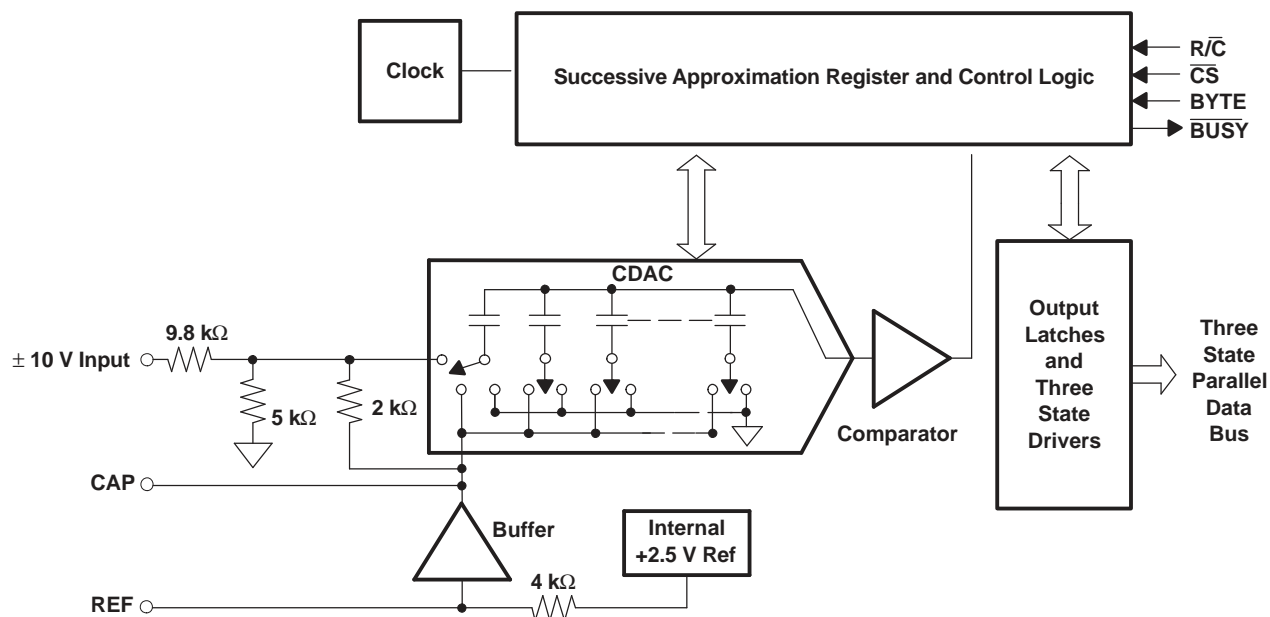 Clock
Successive Approximation Register and Control Logic
R/C̅
C̅S̅
BYTE
B̅U̅S̅Y̅
CDAC
9.8 kΩ
± 10 V Input
5 kΩ
2 kΩ
Comparator
Output
Latches
and
Three
State
Drivers
Three
State
Parallel
Data
Bus
CAP
Buffer
Internal
+2.5 V Ref
4 kΩ
REF